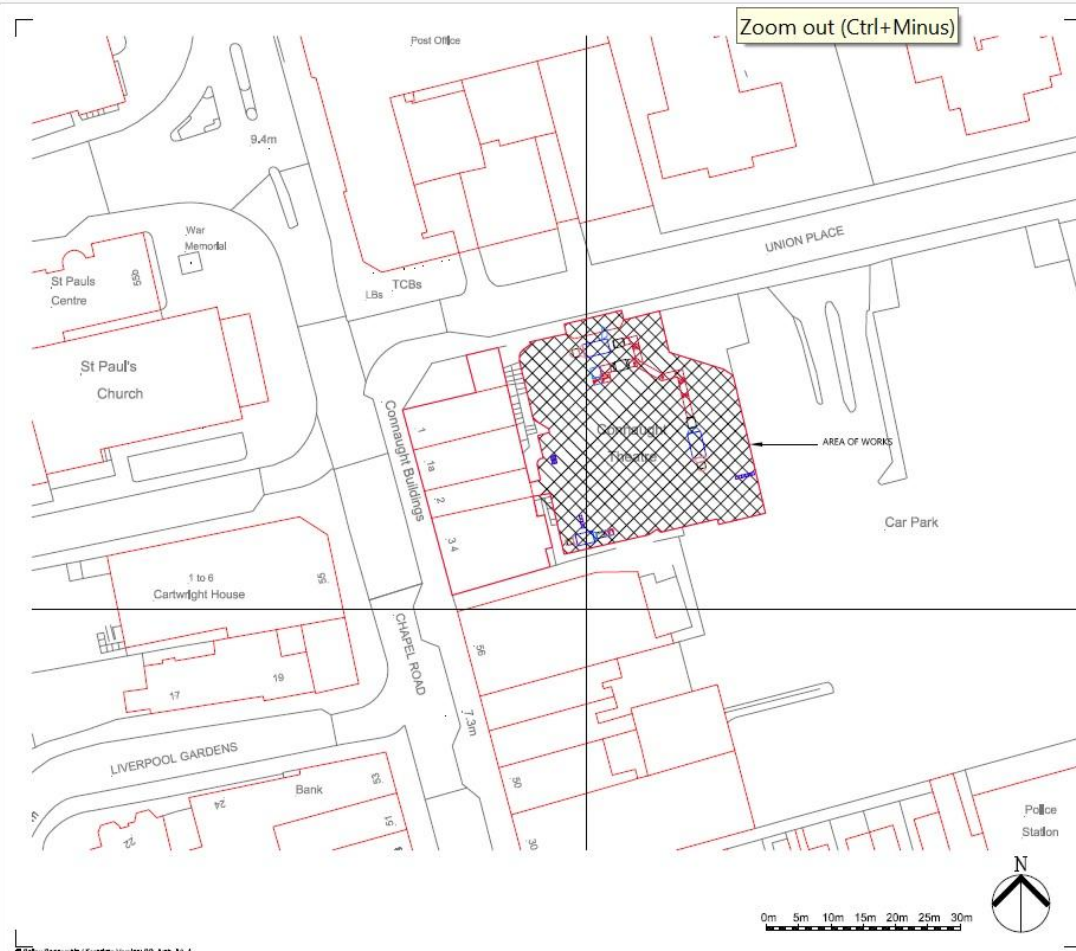 Zoom out (Ctrl+Minus)
Post Office
9.4m
War
Memorial
St Pauls
Centre
65b
LBs
TCBs
UNION PLACE
St Paul's
Church
Connaught Buildings
1
1a
2
3 4
Connaught
Theatre
AREA OF WORKS
Car Park
1 to 6
Cartwright House
55
CHAPEL ROAD
56
17
19
7.3m
LIVERPOOL GARDENS
Bank
53
24
51
22
50
30
Police
Station
N
0m 5m 10m 15m 20m 25m 30m